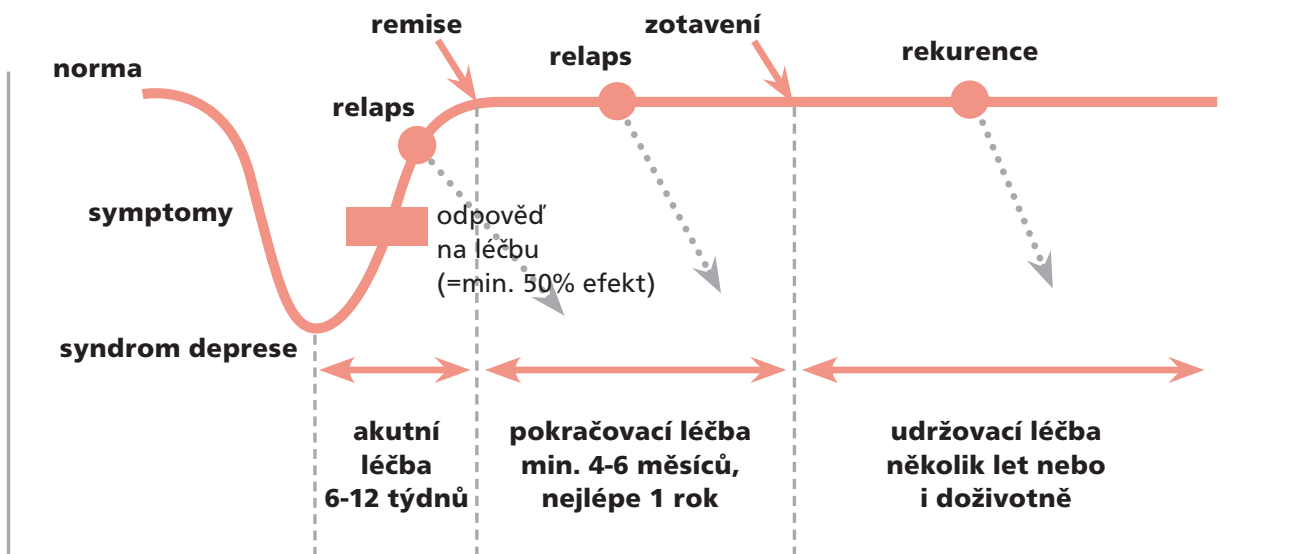 remise
zotavení
relaps
rekurence
norma
relaps
symptomy
odpověď
na léčbu
(=min. 50% efekt)
syndrom deprese
akutní
léčba
6-12 týdnů
pokračovací léčba
min. 4-6 měsíců,
nejlépe 1 rok
udržovací léčba
několik let nebo
i doživotně